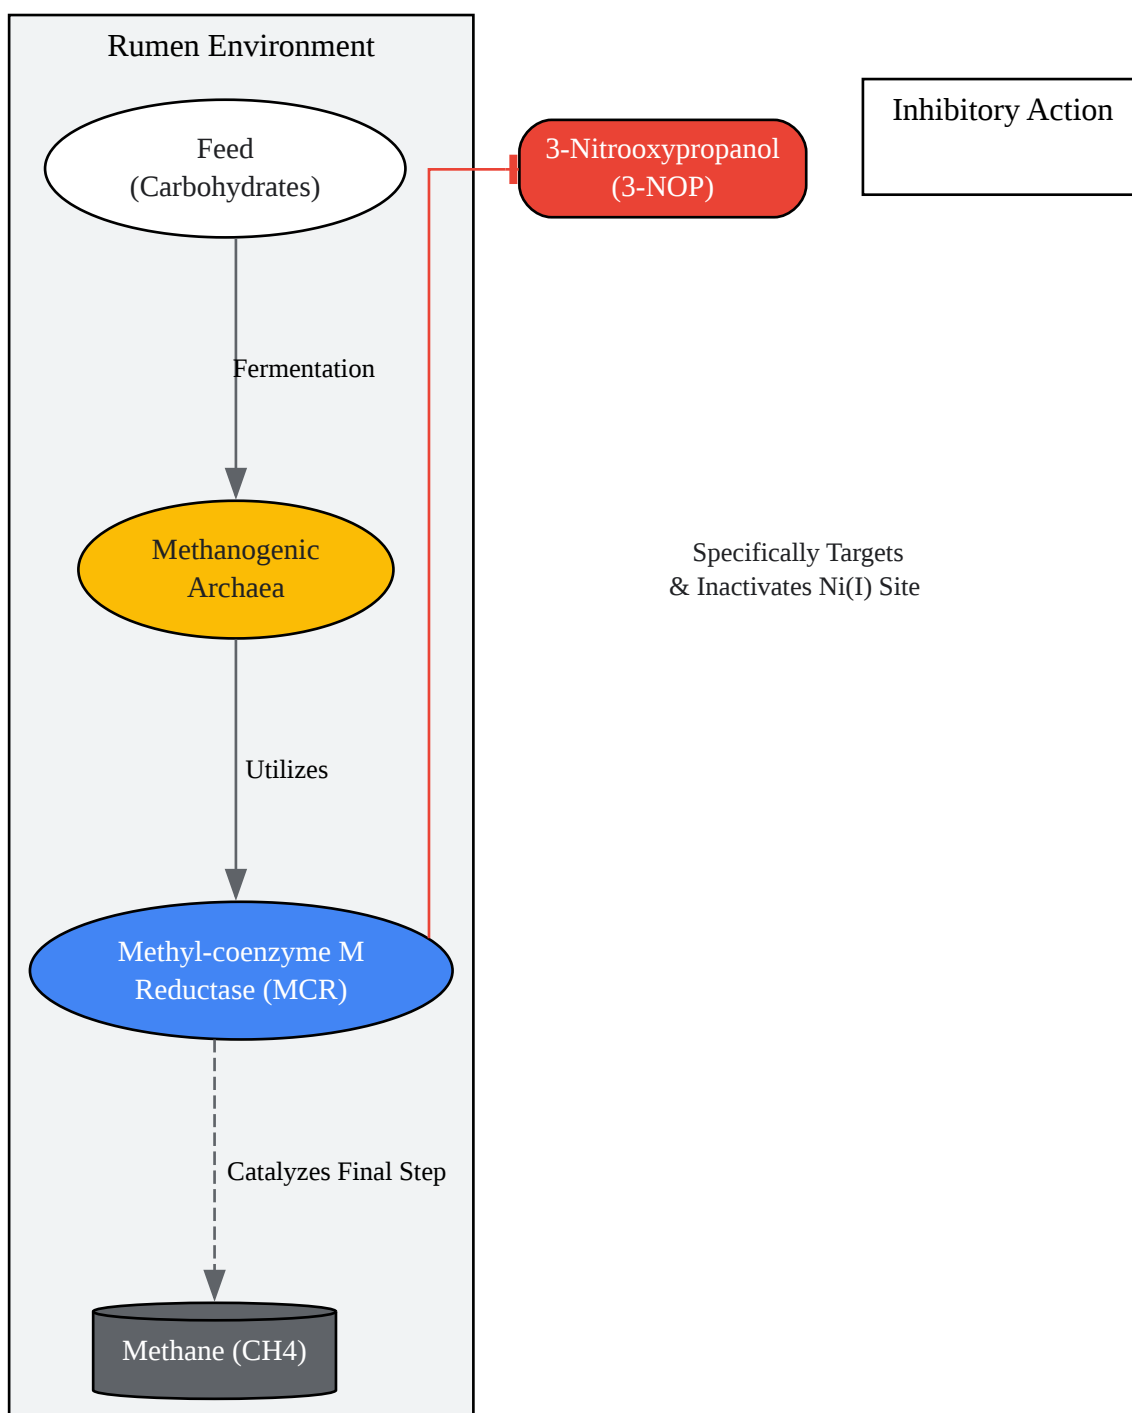 Rumen Environment
Feed
(Carbohydrates)
3-Nitrooxypropanol
(3-NOP)
Inhibitory Action
Fermentation
Methanogenic
Archaea
Specifically Targets
& Inactivates Ni(I) Site
Utilizes
Methyl-coenzyme M
Reductase (MCR)
Catalyzes Final Step
Methane (CH4)